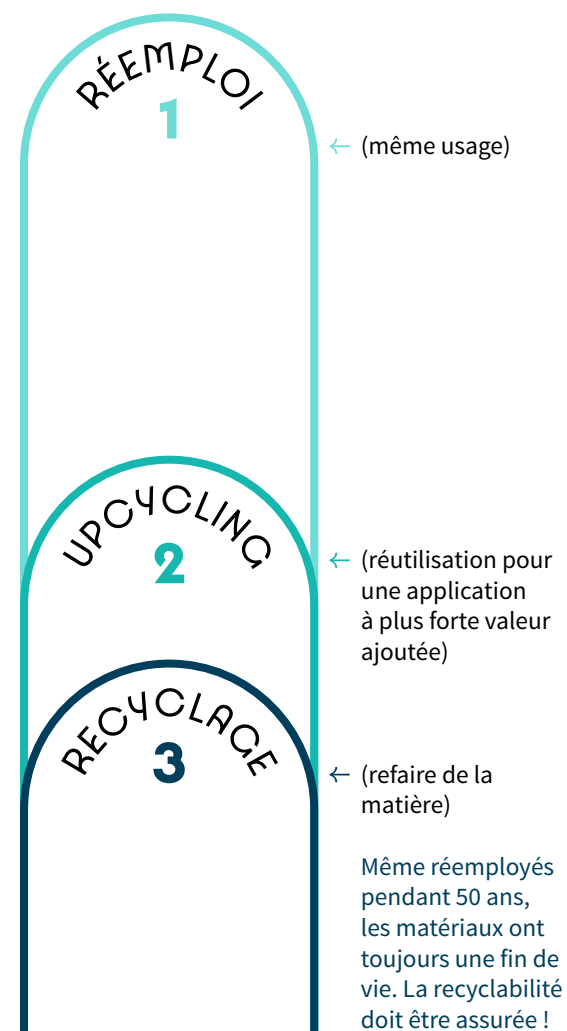 RÉEMPLOI
1
← (même usage)
UPCYCLING
2
← (réutilisation pour
une application
à plus forte valeur
ajoutée)
RECYCLAGE
3
← (refaire de la
matière)
Même réemployés
pendant 50 ans,
les matériaux ont
toujours une fin de
vie. La recyclabilité
doit être assurée !